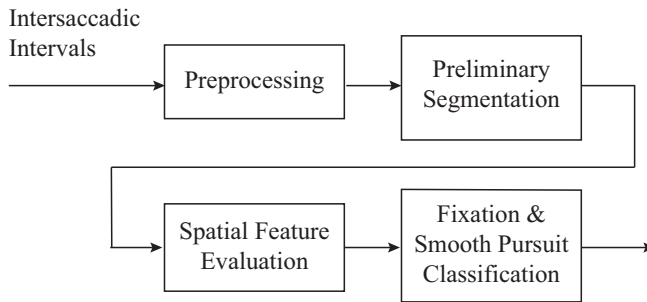 Intersaccadic
Intervals
Preprocessing
Preliminary
Segmentation
Spatial Feature
Evaluation
Fixation &
Smooth Pursuit
Classification